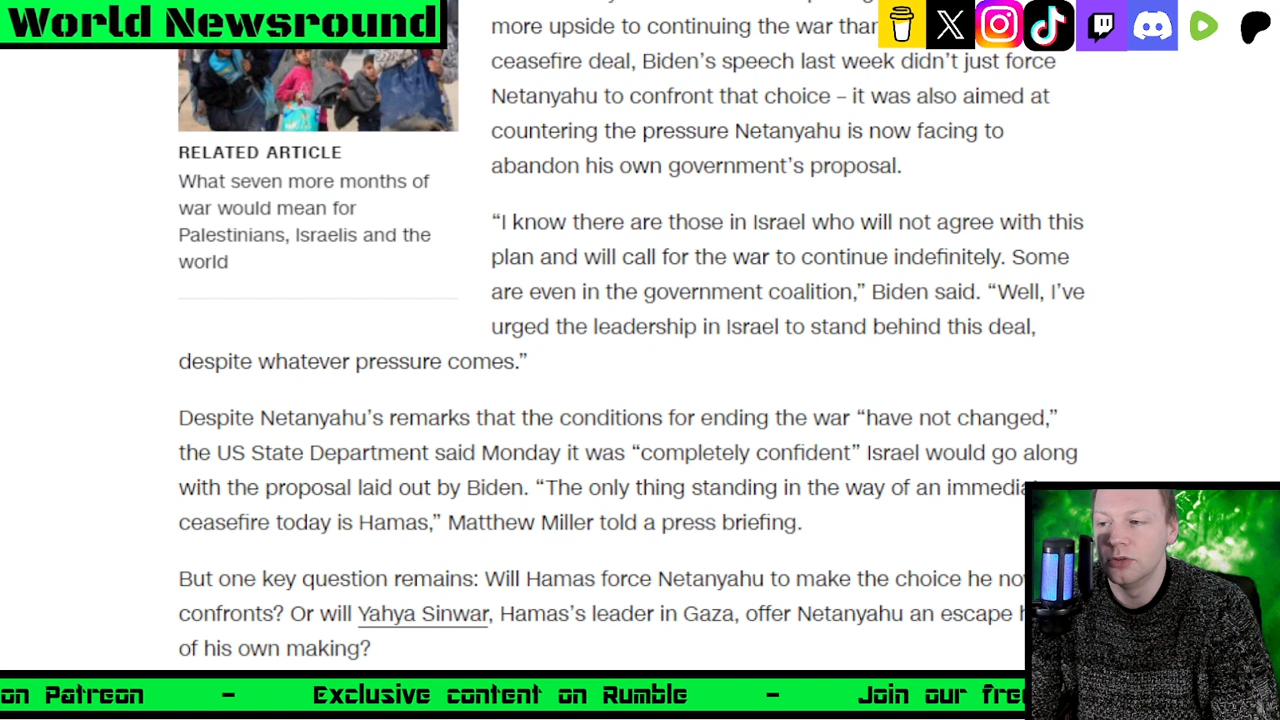 World Newsround
more upside to continuing the war than
ceasefire deal, Biden’s speech last week didn’t just force
Netanyahu to confront that choice – it was also aimed at
countering the pressure Netanyahu is now facing to
abandon his own government’s proposal.
RELATED ARTICLE
What seven more months of
war would mean for
Palestinians, Israelis and the
world
“I know there are those in Israel who will not agree with this
plan and will call for the war to continue indefinitely. Some
are even in the government coalition,” Biden said. “Well, I’ve
urged the leadership in Israel to stand behind this deal,
despite whatever pressure comes.”
Despite Netanyahu’s remarks that the conditions for ending the war “have not changed,”
the US State Department said Monday it was “completely confident” Israel would go along
with the proposal laid out by Biden. “The only thing standing in the way of an
ceasefire today is Hamas,” Matthew Miller told a press briefing.
But one key question remains: Will Hamas force Netanyahu to make the choice he
confronts? Or will Yahya Sinwar, Hamas’s leader in Gaza, offer Netanyahu an escape
of his own making?
on Patreon - Exclusive content on Rumble - Join our